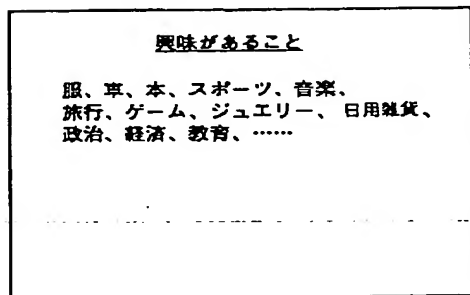 興味があること
服、車、本、スポーツ、音楽、
旅行、ゲーム、ジュエリー、日用雑貨、
政治、経済、教育、……